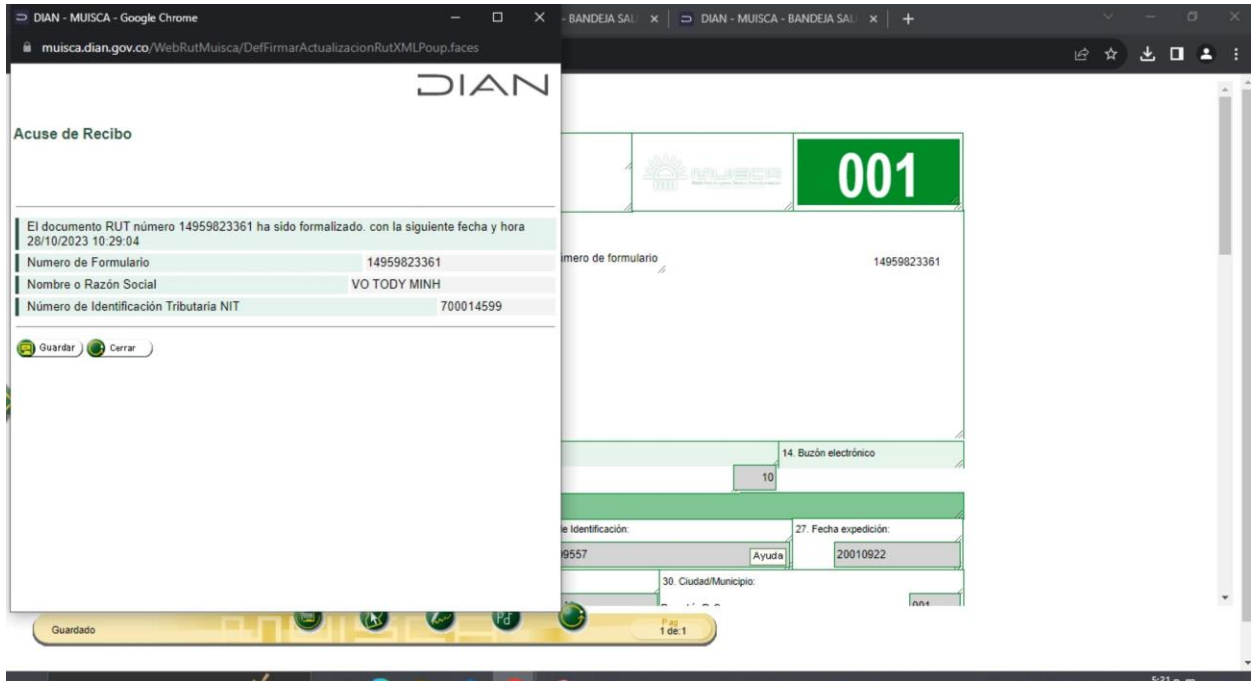 DIAN - MUISCA - Google Chrome
- BANDEJA SAL
DIAN - MUISCA - BANDEJA SAL
muisca.dian.gov.co/WebRutMuisca/DefFirmarActualizacionRutXMLPoup.faces
DIAN
Acuse de Recibo
El documento RUT número 14959823361 ha sido formalizado. con la siguiente fecha y hora
28/10/2023 10:29:04
Numero de Formulario 14959823361
Nombre o Razón Social VO TODY MINH
Número de Identificación Tributaria NIT 700014599
Guardar Cerrar
MUISCA
001
úmero de formulario 14959823361
14. Buzón electrónico
10
e Identificación: 27. Fecha expedición:
9557 Ayuda 20010922
30. Ciudad/Municipio:
001
Guardado
Pag
1 de:1
5:21 p. m.